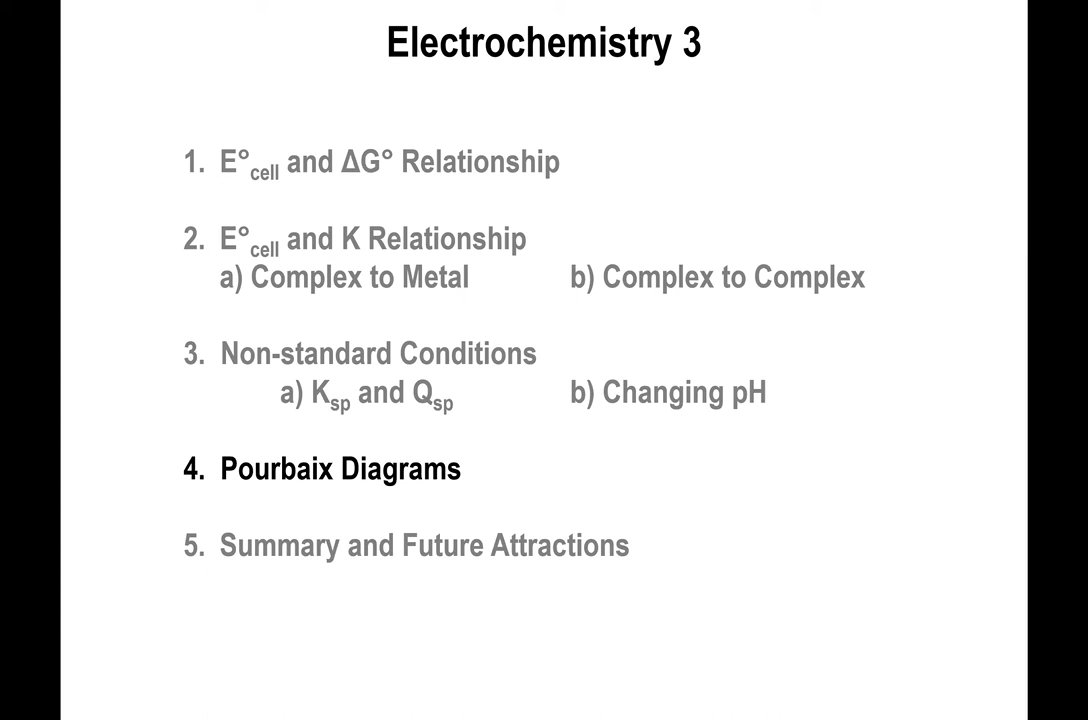 Electrochemistry 3
1. E°cell and ΔG° Relationship
2. E°cell and K Relationship
a) Complex to Metal b) Complex to Complex
3. Non-standard Conditions
a) Ksp and Qsp b) Changing pH
4. Pourbaix Diagrams
5. Summary and Future Attractions